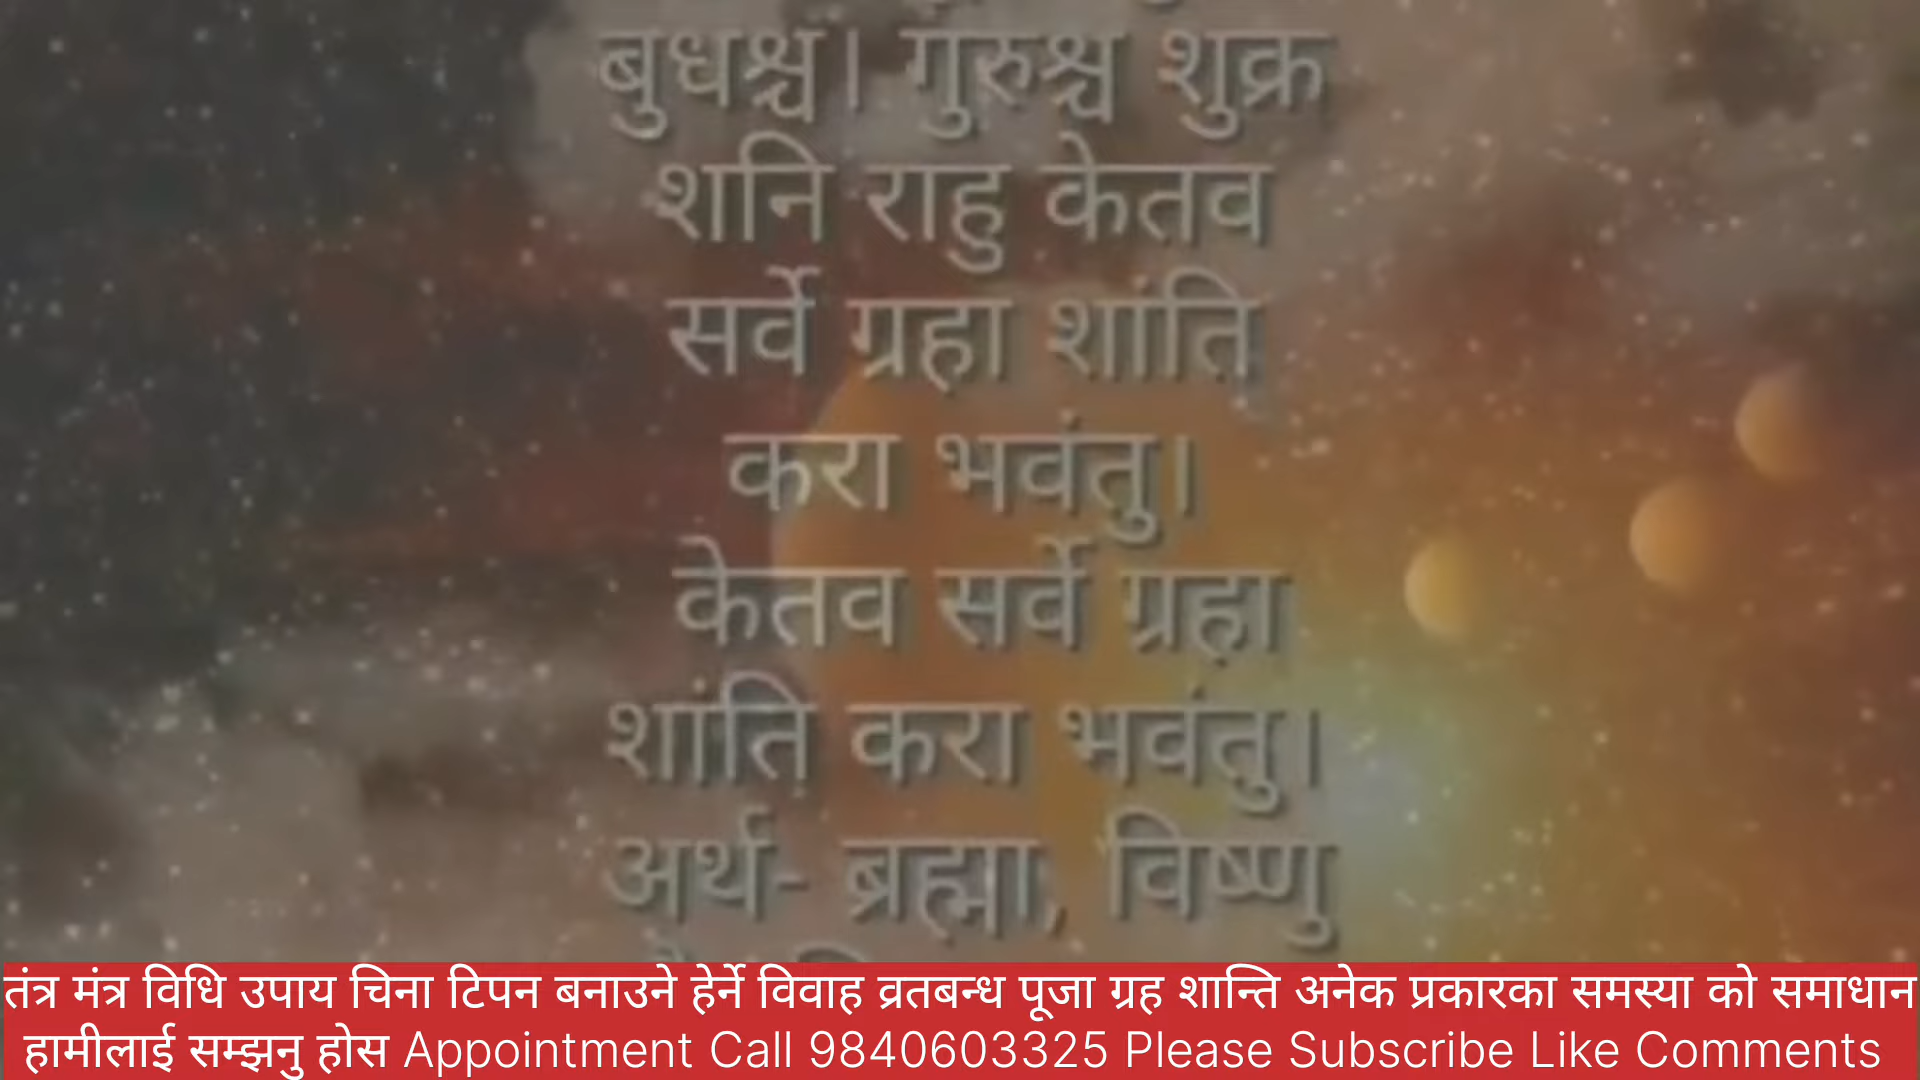 बुधश्च। गुरुश्च शुक्र
शनि राहु केतव
सर्वे ग्रहा शांति
करा भवंतु।
केतव सर्वे ग्रहा
शांति करा भवंतु।
अर्थ- ब्रह्मा, विष्णु
तंत्र मंत्र विधि उपाय चिना टिपन बनाउने हेर्ने विवाह व्रतबन्ध पूजा ग्रह शान्ति अनेक प्रकारका समस्या को समाधान
हामीलाई सम्झनु होस Appointment Call 9840603325 Please Subscribe Like Comments